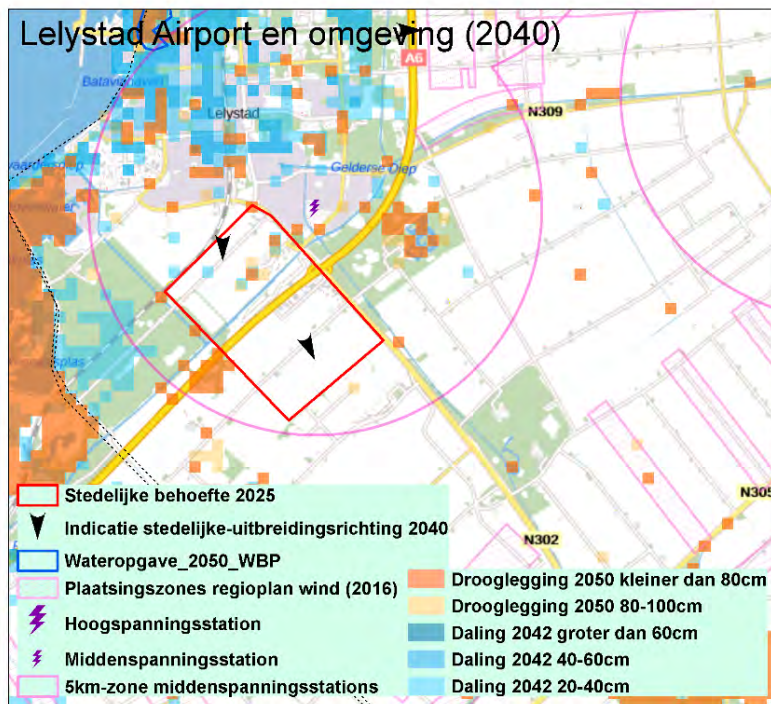 Lelystad Airport en omgeving (2040)
A6
Batavia
Lelystad
N309
Gelderse Diep
N305
N302
Stedelijke behoefte 2025
Indicatie stedelijke-uitbreidingsrichting 2040
Wateropgave_2050_WBP
Plaatsingszones regioplan wind (2016)
Hoogspanningsstation
Middenspanningsstation
5km-zone middenspanningsstations
Drooglegging 2050 kleiner dan 80cm
Drooglegging 2050 80-100cm
Daling 2042 groter dan 60cm
Daling 2042 40-60cm
Daling 2042 20-40cm